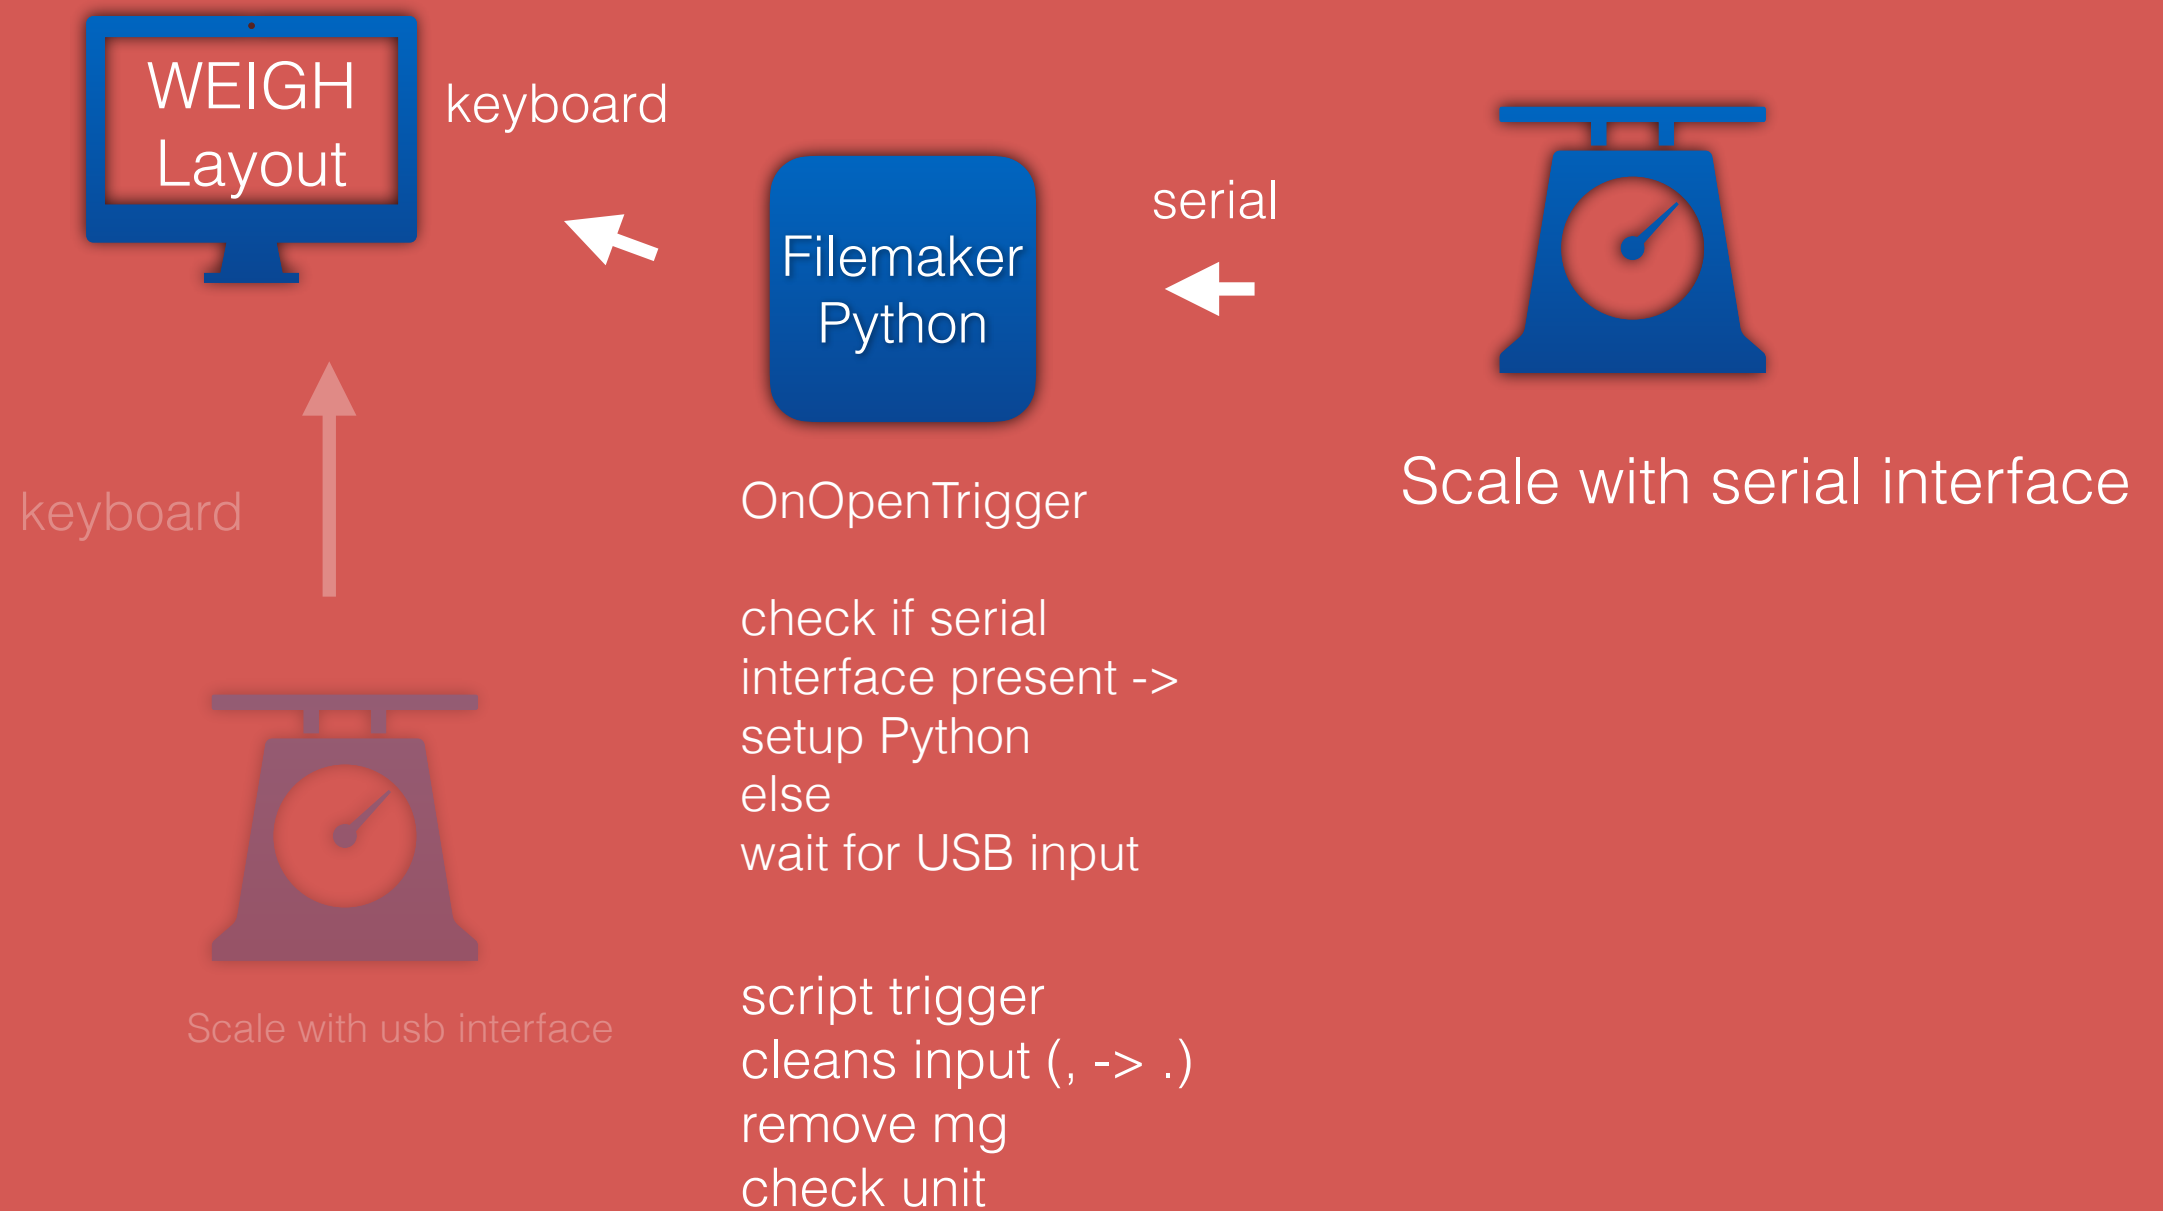 WEIGH
Layout
keyboard
Filemaker
Python
serial
Scale with serial interface
keyboard
Scale with usb interface
OnOpenTrigger
check if serial
interface present ->
setup Python
else
wait for USB input
script trigger
cleans input (, -> .)
remove mg
check unit